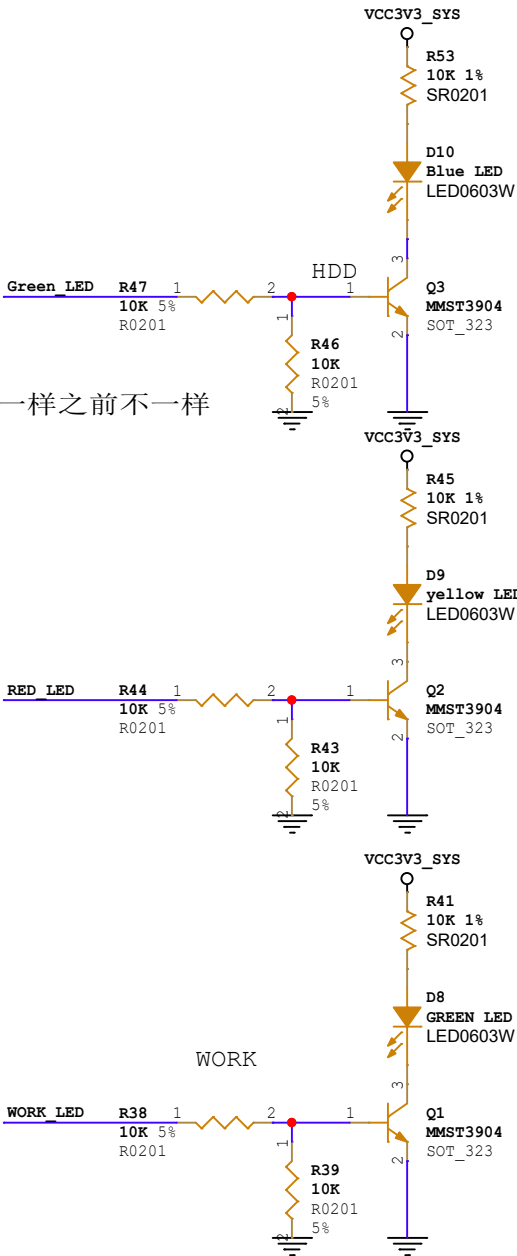 VCC3V3_SYS
R53
10K 1%
SR0201
D10
Blue LED
LED0603W
3
HDD
Green_LED
R47
1
2
1
Q3
10K 5%
MMST3904
R0201
1
2
SOT_323
R46
10K
R0201
5%
2
一样之前不一样
VCC3V3_SYS
R45
10K 1%
SR0201
D9
yellow LED
LED0603W
3
RED_LED
R44
1
2
1
Q2
10K 5%
MMST3904
R0201
1
2
SOT_323
R43
10K
R0201
5%
2
VCC3V3_SYS
R41
10K 1%
SR0201
D8
GREEN LED
LED0603W
WORK
3
WORK_LED
R38
1
2
1
Q1
10K 5%
MMST3904
R0201
1
2
SOT_323
R39
10K
R0201
5%
2